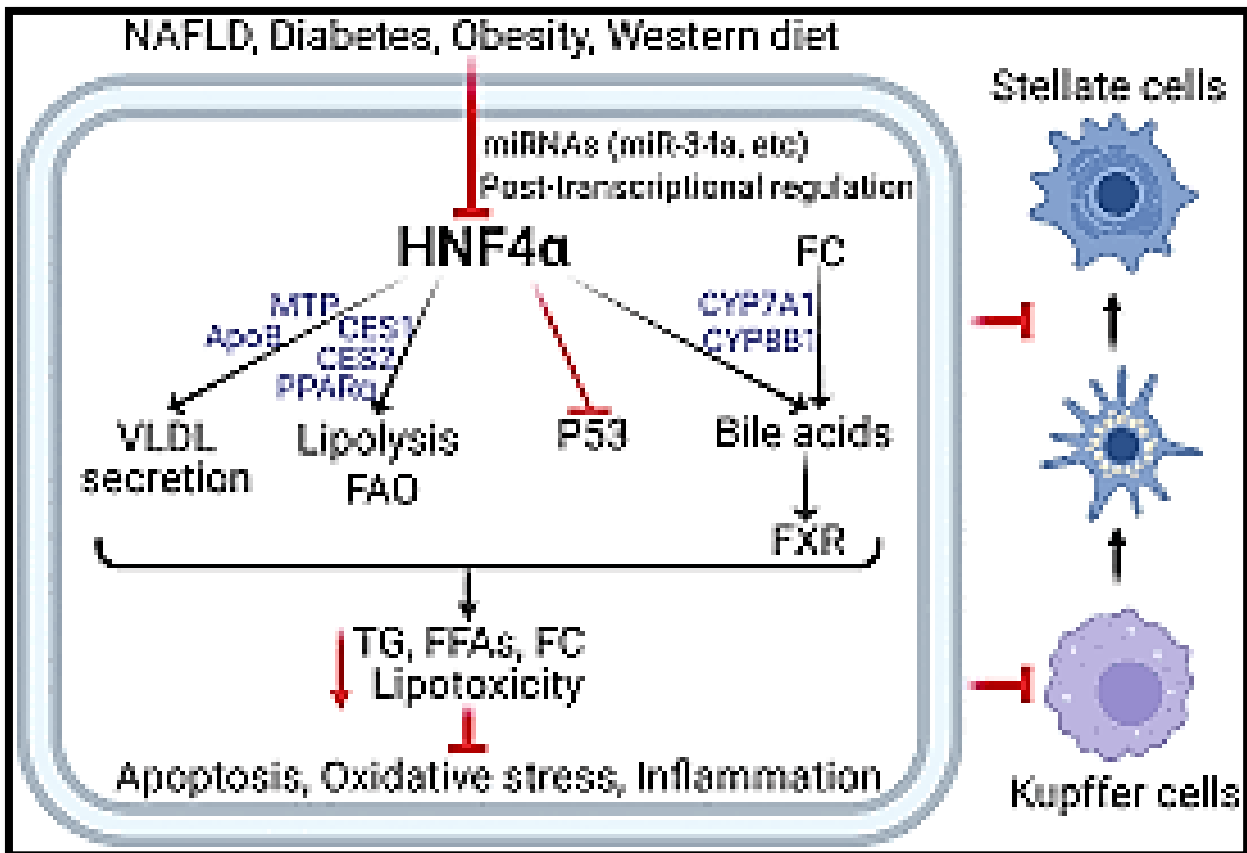 NAFLD, Diabetes, Obesity, Western diet
Stellate cells
miRNAs (miR-34a, etc)
Post-transcriptional regulation
HNF4α
FC
MTP
ApoB
CES1
CES2
PPARα
CYP7A1
CYP8B1
VLDL
secretion
Lipolysis
FAO
P53
Bile acids
FXR
TG, FFAs, FC
Lipotoxicity
Apoptosis, Oxidative stress, Inflammation
Kupffer cells